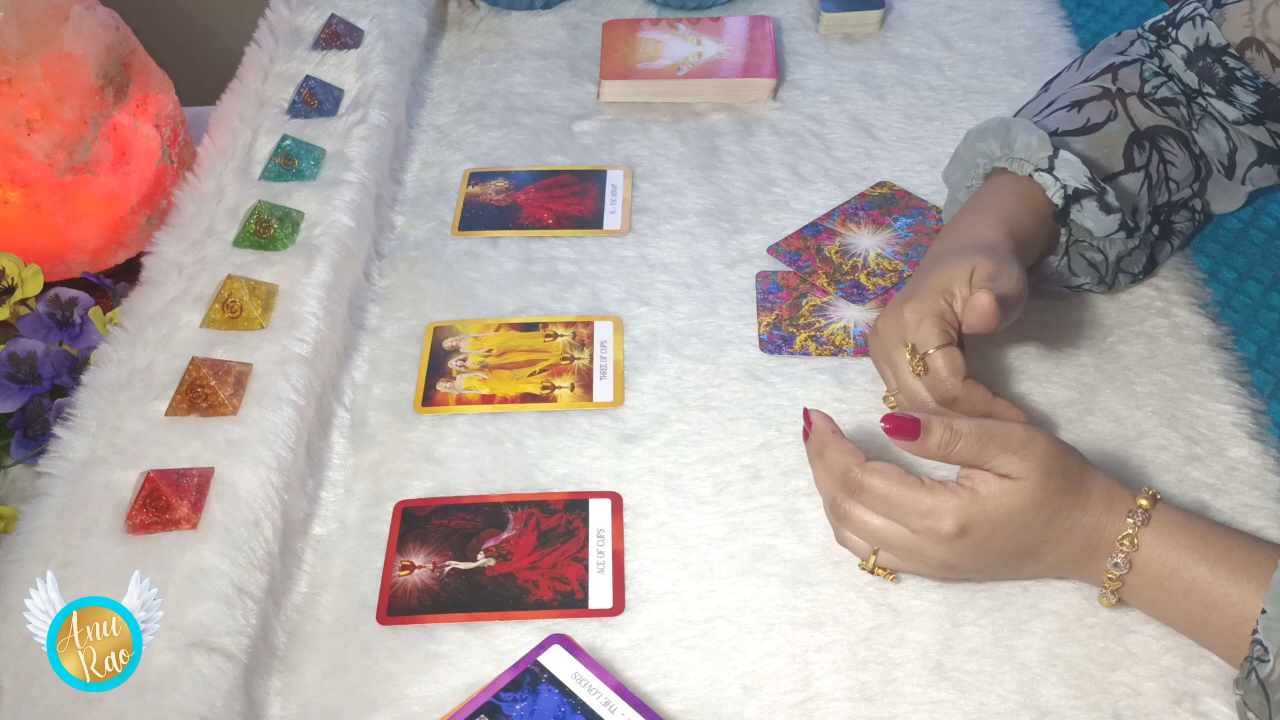 THREE OF CUPS
ACE OF CUPS
- THE LOVERS
Anu
Rao